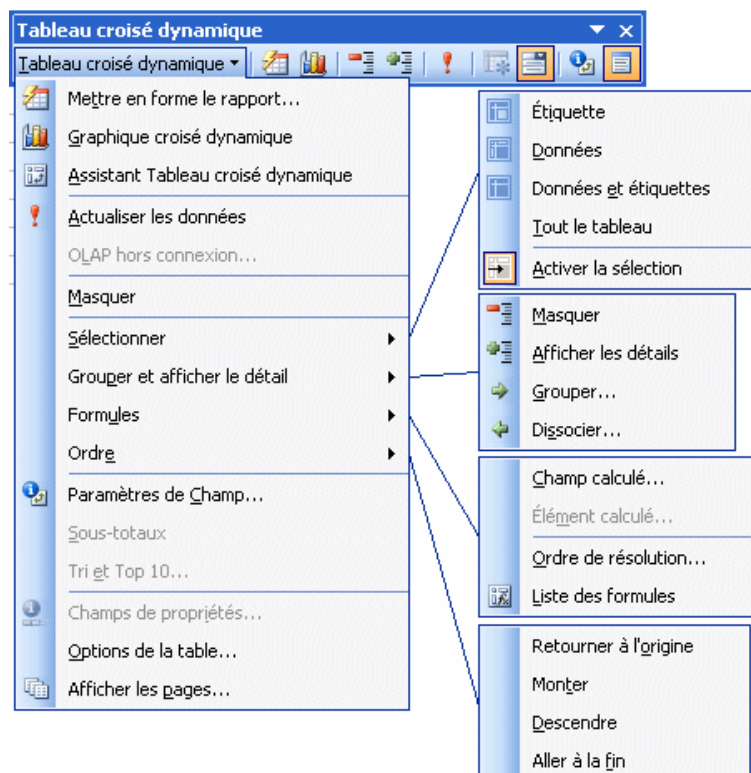 Tableau croisé dynamique
Tableau croisé dynamique
Mettre en forme le rapport...
Graphique croisé dynamique
Assistant Tableau croisé dynamique
Actualiser les données
OLAP hors connexion...
Masquer
Sélectionner
Grouper et afficher le détail
Formules
Ordre
Paramètres de Champ...
Sous-totaux
Tri et Top 10...
Champs de propriétés...
Options de la table...
Afficher les pages...
Étiquette
Données
Données et étiquettes
Tout le tableau
Activer la sélection
Masquer
Afficher les détails
Grouper...
Dissocier...
Champ calculé...
Élément calculé...
Ordre de résolution...
Liste des formules
Retourner à l'origine
Monter
Descendre
Aller à la fin